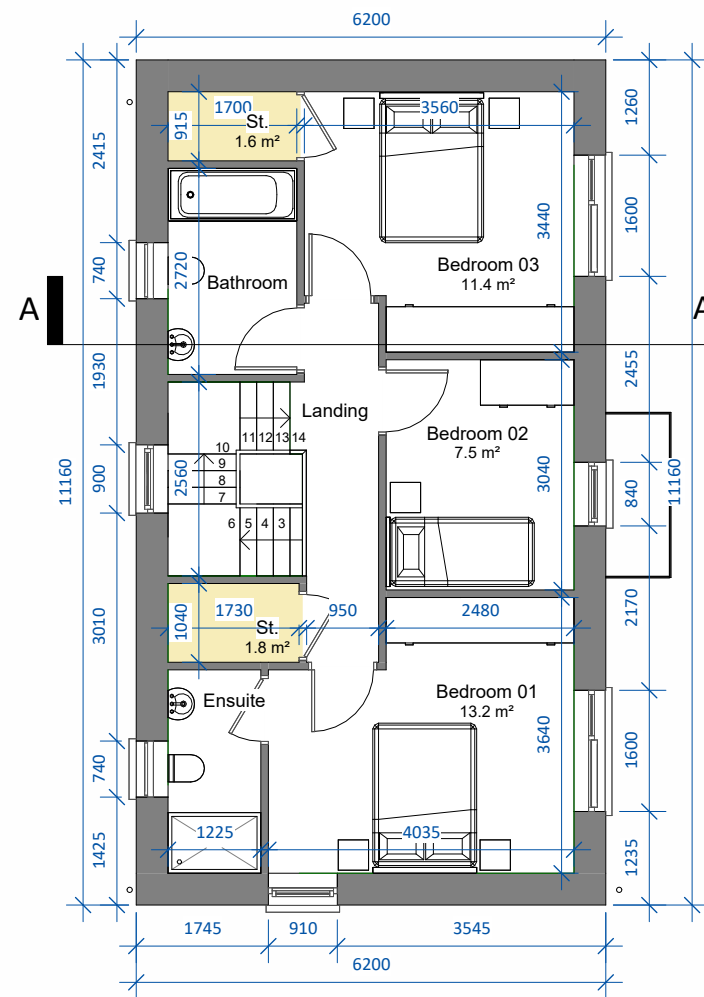 6200
1700
3560
St.
1.6 m²
915
2415
1260
1600
3440
740
2720
Bathroom
Bedroom 03
11.4 m²
A
A
1930
2455
Landing
11 12 13 14
10
9
8
7
6 5 4 3
Bedroom 02
7.5 m²
11160
900
2560
3040
840
11160
3010
1040
1730
950
2480
2170
St.
1.8 m²
Ensuite
Bedroom 01
13.2 m²
3640
740
1600
1425
1225
4035
1235
1745
910
3545
6200